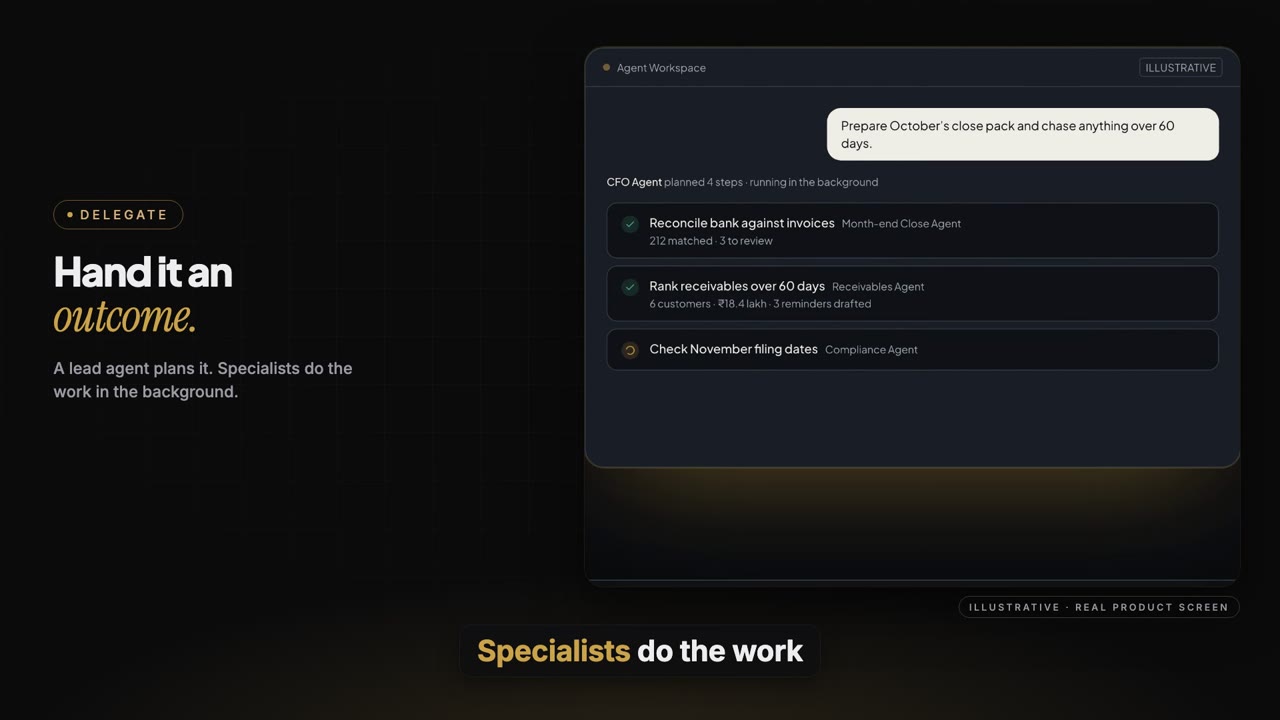 DELEGATE
Hand it an
outcome.
A lead agent plans it. Specialists do the
work in the background.
Agent Workspace
ILLUSTRATIVE
Prepare October's close pack and chase anything over 60
days.
CFO Agent planned 4 steps · running in the background
Reconcile bank against invoices Month-end Close Agent
212 matched · 3 to review
Rank receivables over 60 days Receivables Agent
6 customers · ₹18.4 lakh · 3 reminders drafted
Check November filing dates Compliance Agent
ILLUSTRATIVE · REAL PRODUCT SCREEN
Specialists do the work